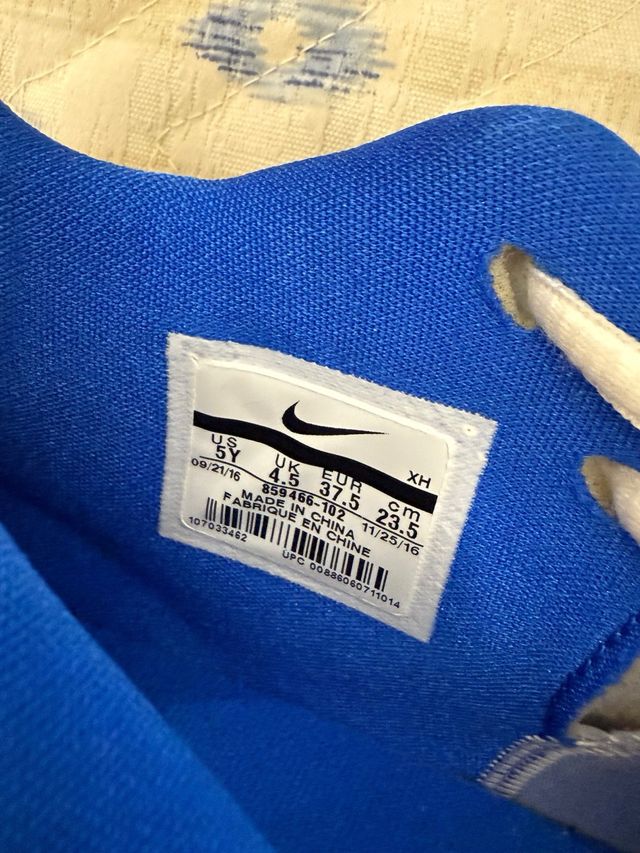 XH
US UK EUR cm
5Y 4.5 37.5 23.5
09/21/16 859466-102 11/25/16
MADE IN CHINA
FABRIQUE EN CHINE
107033462
UPC 00886060711014